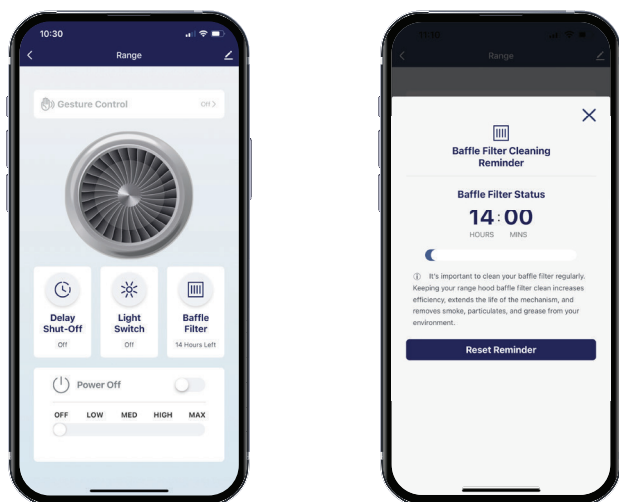 10:30
Range
Gesture Control
Off >
Delay
Shut-Off
Off
Light
Switch
Off
Baffle
Filter
14 Hours Left
Power Off
OFF LOW MED HIGH MAX
11:10
Range
Baffle Filter Cleaning
Reminder
Baffle Filter Status
14:00
HOURS MINS
It's important to clean your baffle filter regularly.
Keeping your range hood baffle filter clean increases
efficiency, extends the life of the mechanism, and
removes smoke, particulates, and grease from your
environment.
Reset Reminder